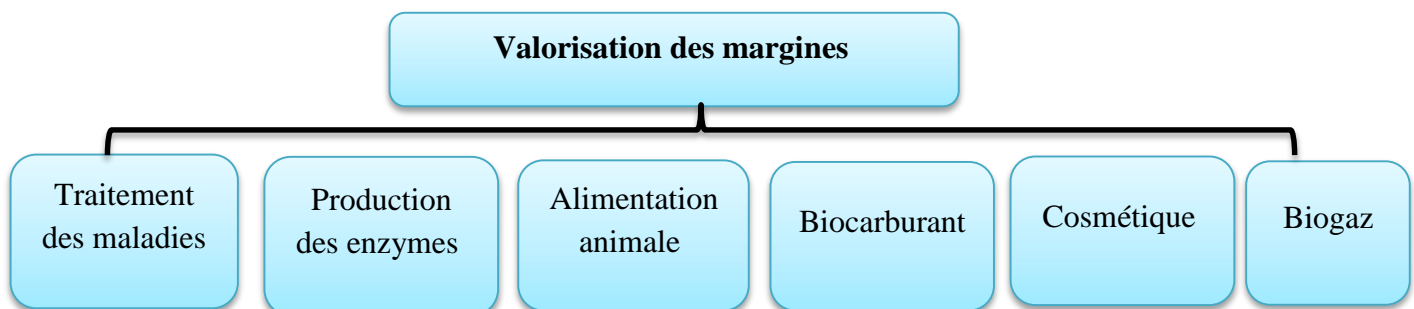 Valorisation des margines
Traitement
des maladies
Production
des enzymes
Alimentation
animale
Biocarburant
Cosmétique
Biogaz